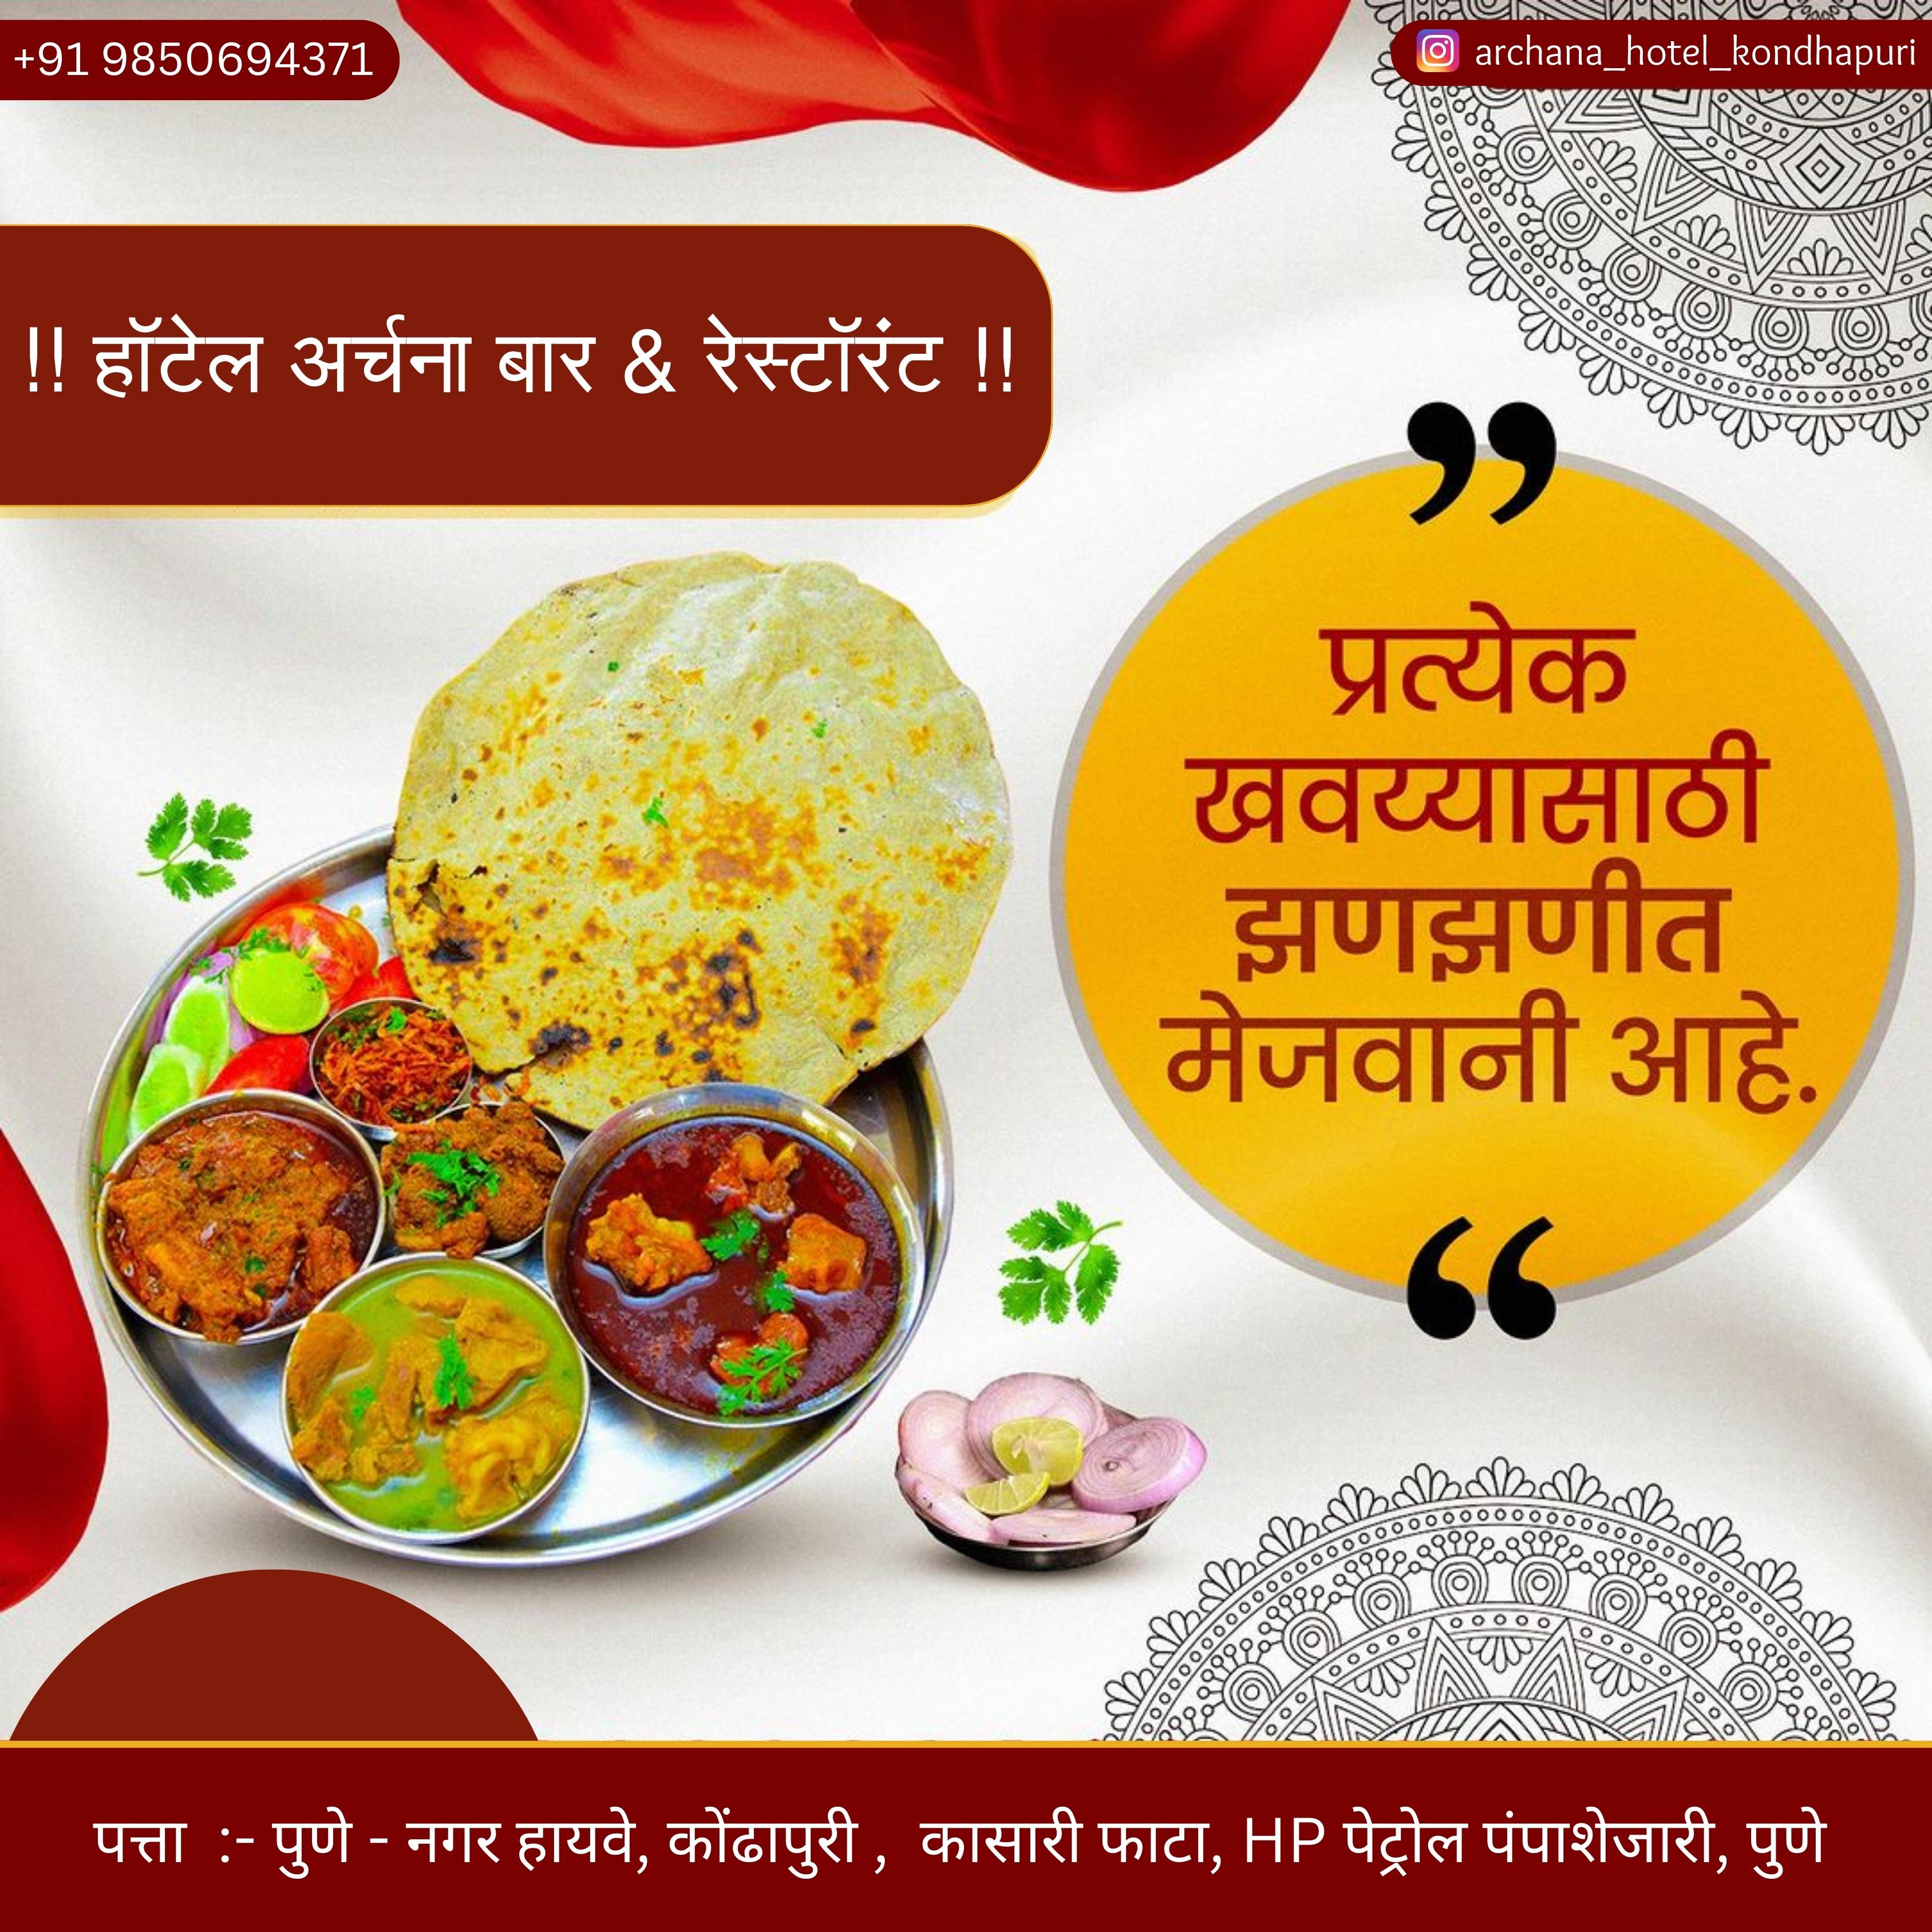 +91 9850694371
archana_hotel_kondhapuri
!! हॉटेल अर्चना बार & रेस्टॉरंट !!
”
प्रत्येक
खवय्यासाठी
झणझणीत
मेजवानी आहे.
“
पत्ता :- पुणे - नगर हायवे, कोंढापुरी , कासारी फाटा, HP पेट्रोल पंपाशेजारी, पुणे